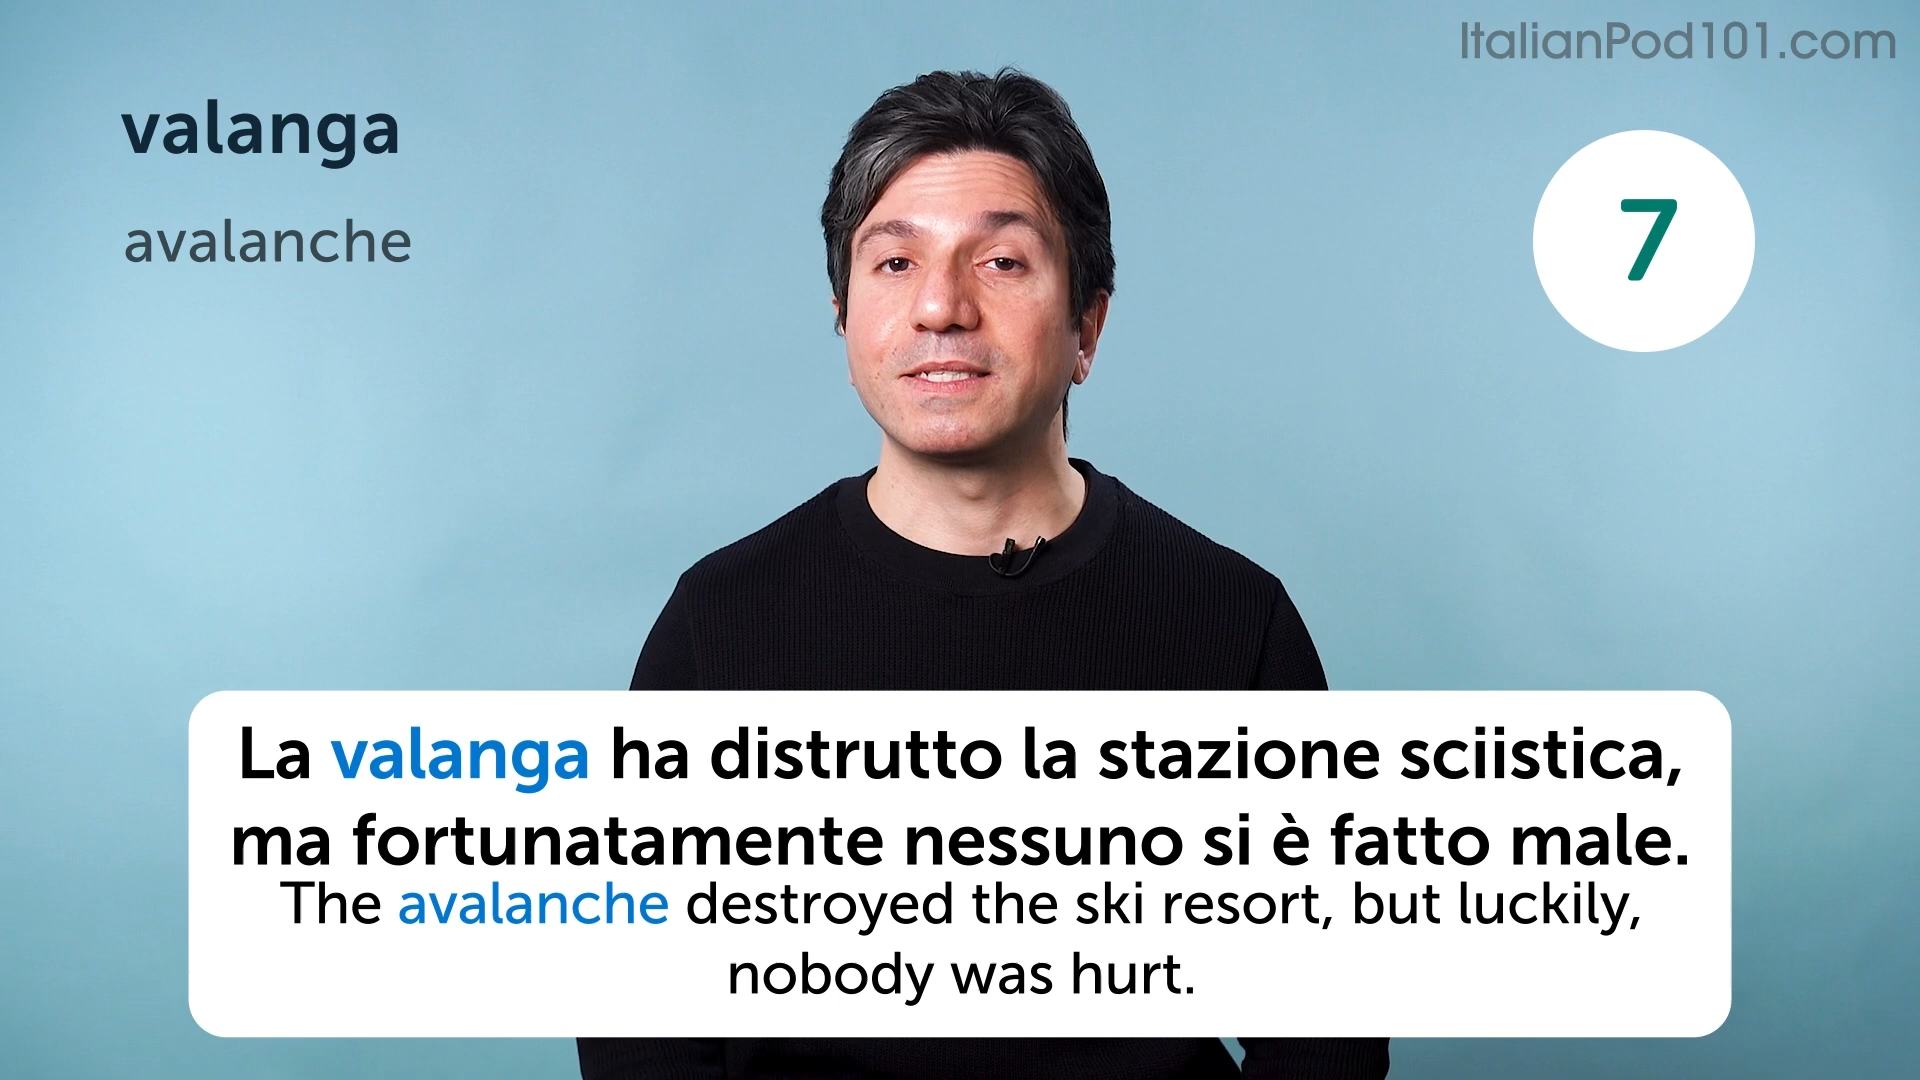 ItalianPod101.com
valanga
avalanche
7
La valanga ha distrutto la stazione sciistica,
ma fortunatamente nessuno si è fatto male.
The avalanche destroyed the ski resort, but luckily,
nobody was hurt.